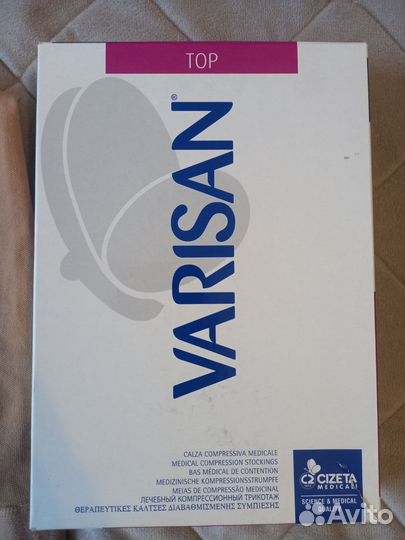 TOP
VARISAN®
CALZA COMPRESSIVA MEDICALE
MEDICAL COMPRESSION STOCKINGS
BAS MÉDICAL DE CONTENTION
MEDIZINISCHE KOMPRESSIONSSTRUMPFE
MEIAS DE COMPRESSÃO MEDICINAL
ЛЕЧЕБНЫЙ КОМПРЕССИОННЫЙ ТРИКОТАЖ
ΘΕΡΑΠΕΥΤΙΚΕΣ ΚΑΛΤΣΕΣ ΔΙΑΒΑΘΜΙΣΜΕΝΗΣ ΣΥΜΠΙΕΣΗΣ
CIZETA
MEDICALI
SCIENCE & MEDICAL
QUALITY
Avito